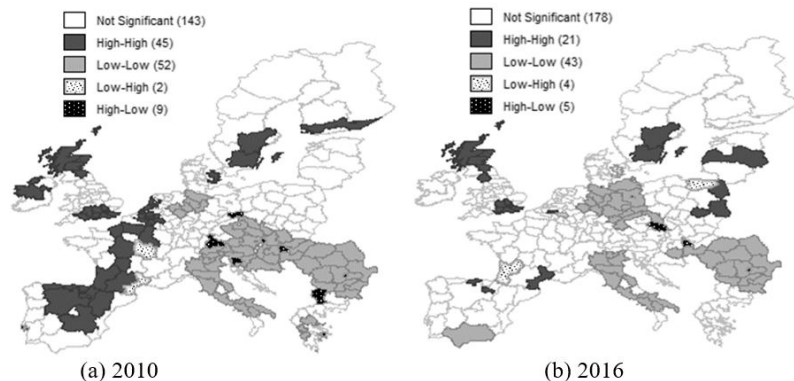 Not Significant (143)
High-High (45)
Low-Low (52)
Low-High (2)
High-Low (9)
Not Significant (178)
High-High (21)
Low-Low (43)
Low-High (4)
High-Low (5)
(a) 2010
(b) 2016